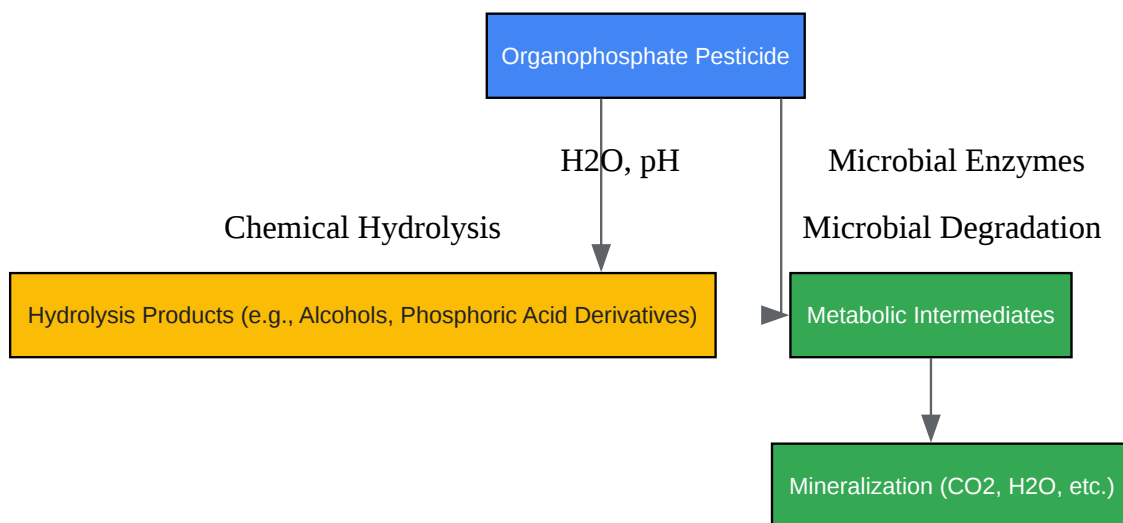 Organophosphate Pesticide
H2O, pH
Microbial Enzymes
Chemical Hydrolysis
Microbial Degradation
Hydrolysis Products (e.g., Alcohols, Phosphoric Acid Derivatives)
Metabolic Intermediates
Mineralization (CO2, H2O, etc.)